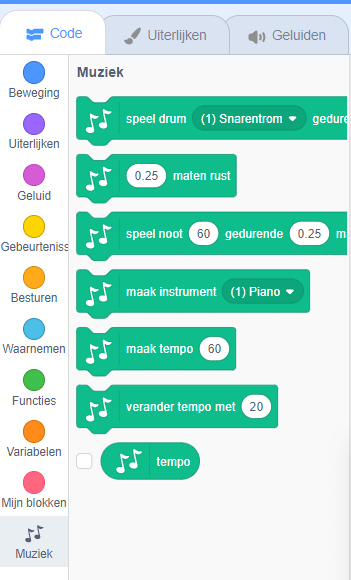 Code
Uiterlijken
Geluiden
Beweging
Uiterlijken
Geluid
Gebeurteniss
Besturen
Waarnemen
Functies
Variabelen
Mijn blokken
Muziek
Muziek
speel drum (1) Snarentrom gedure
0.25 maten rust
speel noot 60 gedurende 0.25 m
maak instrument (1) Piano
maak tempo 60
verander tempo met 20
tempo